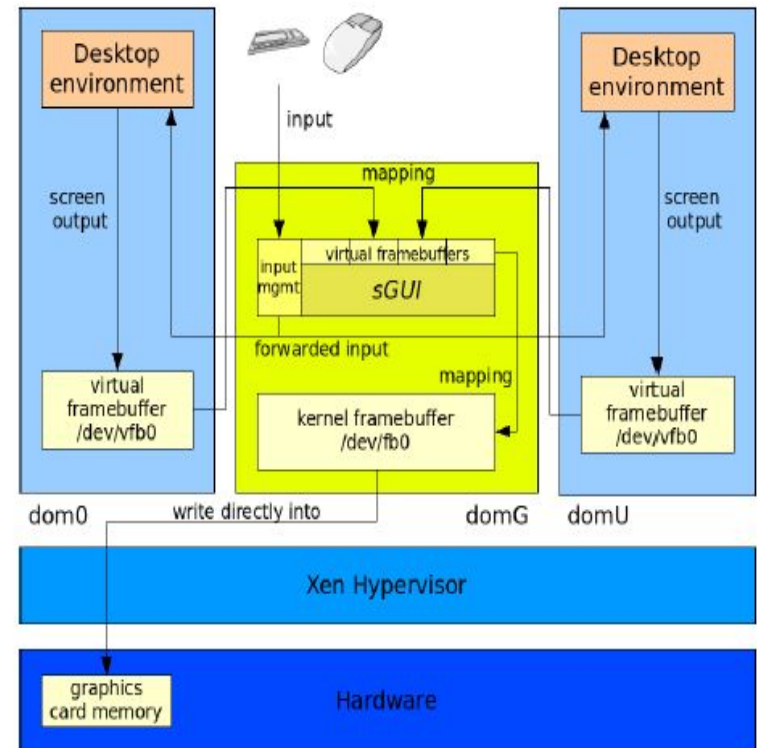 Desktop
environment
input
Desktop
environment
mapping
screen
output
screen
output
input
mgmt
virtual framebuffers
sGUI
forwarded input
mapping
virtual
framebuffer
/dev/vfb0
kernel framebuffer
/dev/fb0
virtual
framebuffer
/dev/vfb0
dom0
write directly into
domG
domU
Xen Hypervisor
graphics
card memory
Hardware